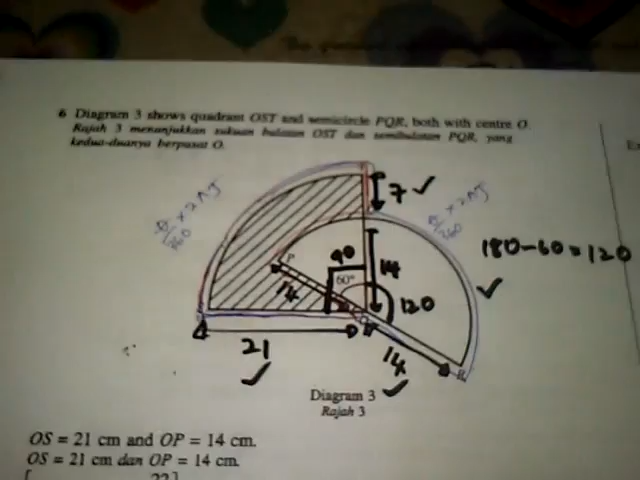 6 Diagram 3 shows quadrant OST and semicircle PQR, both with centre O.
Rajah 3 menunjukkan sukuan bulatan OST dan semibulatan PQR, yang
kedua-duanya berpusat O.
7
180-60=120
P
90
60°
14
14
120
21
14
Diagram 3
Rajah 3
OS = 21 cm and OP = 14 cm.
OS = 21 cm dan OP = 14 cm.